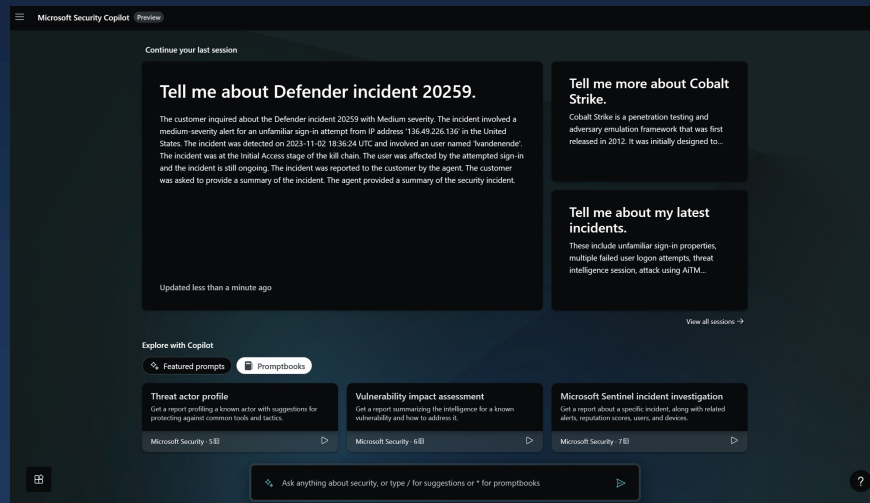 Microsoft Security Copilot Preview
Continue your last session
Tell me about Defender incident 20259.
The customer inquired about the Defender incident 20259 with Medium severity. The incident involved a
medium-severity alert for an unfamiliar sign-in attempt from IP address '136.49.226.136' in the United
States. The incident was detected on 2023-11-02 18:36:24 UTC and involved an user named 'lvandenende'.
The incident was at the Initial Access stage of the kill chain. The user was affected by the attempted sign-in
and the incident is still ongoing. The incident was reported to the customer by the agent. The customer
was asked to provide a summary of the incident. The agent provided a summary of the security incident.
Updated less than a minute ago
Tell me more about Cobalt
Strike.
Cobalt Strike is a penetration testing and
adversary emulation framework that was first
released in 2012. It was initially designed to...
Tell me about my latest
incidents.
These include unfamiliar sign-in properties,
multiple failed user logon attempts, threat
intelligence session, attack using AiTM...
View all sessions →
Explore with Copilot
Featured prompts Promptbooks
Threat actor profile
Get a report profiling a known actor with suggestions for
protecting against common tools and tactics.
Microsoft Security · 5
Vulnerability impact assessment
Get a report summarizing the intelligence for a known
vulnerability and how to address it.
Microsoft Security · 6
Microsoft Sentinel incident investigation
Get a report about a specific incident, along with related
alerts, reputation scores, users, and devices.
Microsoft Security · 7
Ask anything about security, or type / for suggestions or * for promptbooks
?